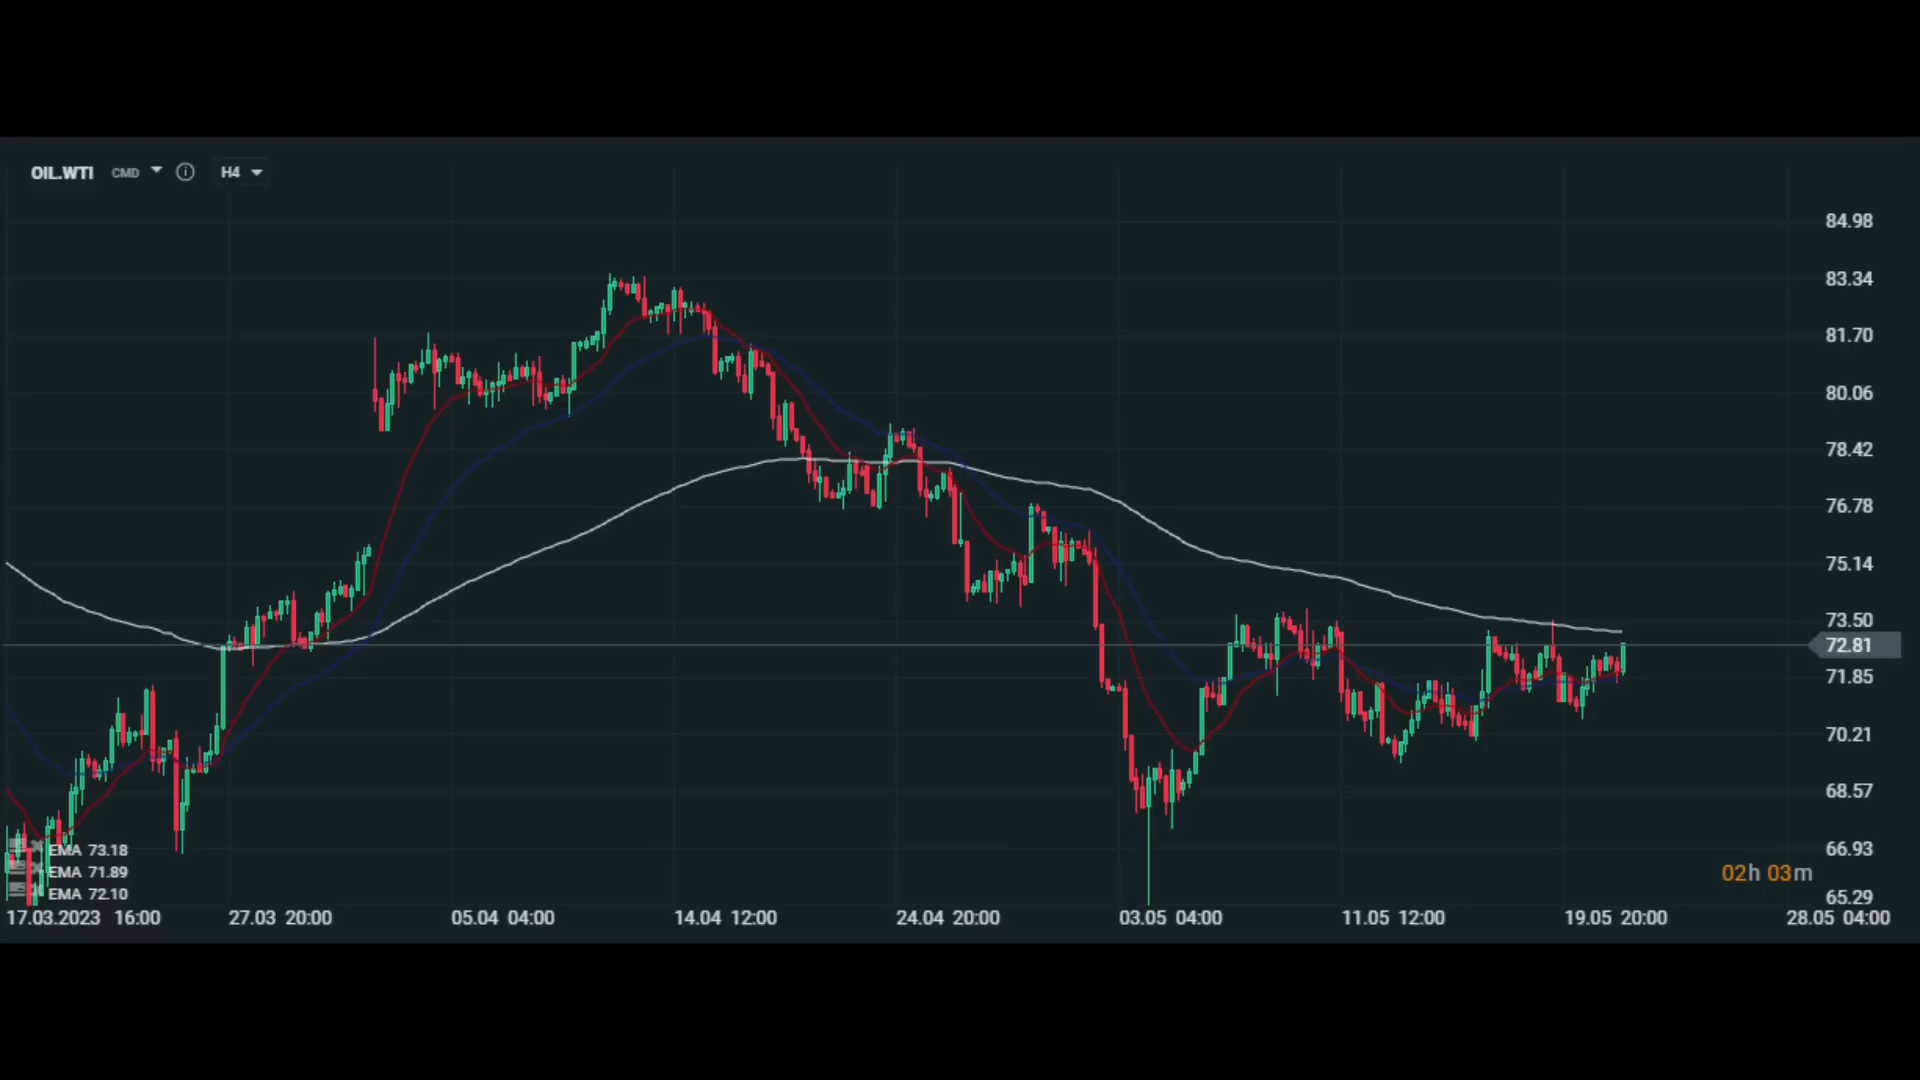 OIL.WTI CMD H4
84.98
83.34
81.70
80.06
78.42
76.78
75.14
73.50
72.81
71.85
70.21
68.57
66.93
65.29
EMA 73.18
EMA 71.89
EMA 72.10
02h 03m
17.03.2023 16:00 27.03 20:00 05.04 04:00 14.04 12:00 24.04 20:00 03.05 04:00 11.05 12:00 19.05 20:00 28.05 04:00